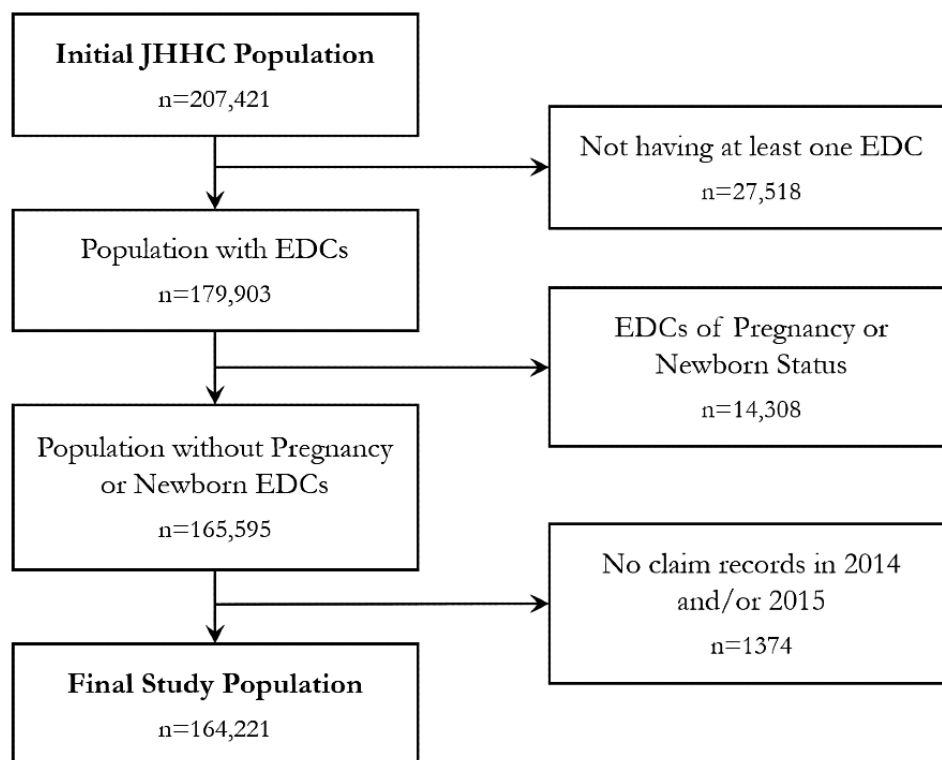 Initial JHHC Population
n=207,421
Not having at least one EDC
n=27,518
Population with EDCs
n=179,903
EDCs of Pregnancy or
Newborn Status
n=14,308
Population without Pregnancy
or Newborn EDCs
n=165,595
No claim records in 2014
and/or 2015
n=1374
Final Study Population
n=164,221